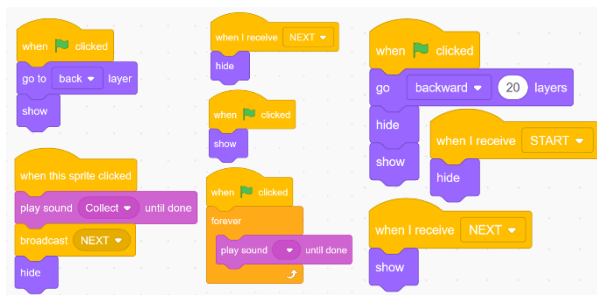 when clicked
go to back layer
show
when this sprite clicked
play sound Collect until done
broadcast NEXT
hide
when I receive NEXT
hide
when clicked
show
when clicked
forever
play sound until done
when clicked
go backward 20 layers
hide
show
when I receive START
hide
when I receive NEXT
show